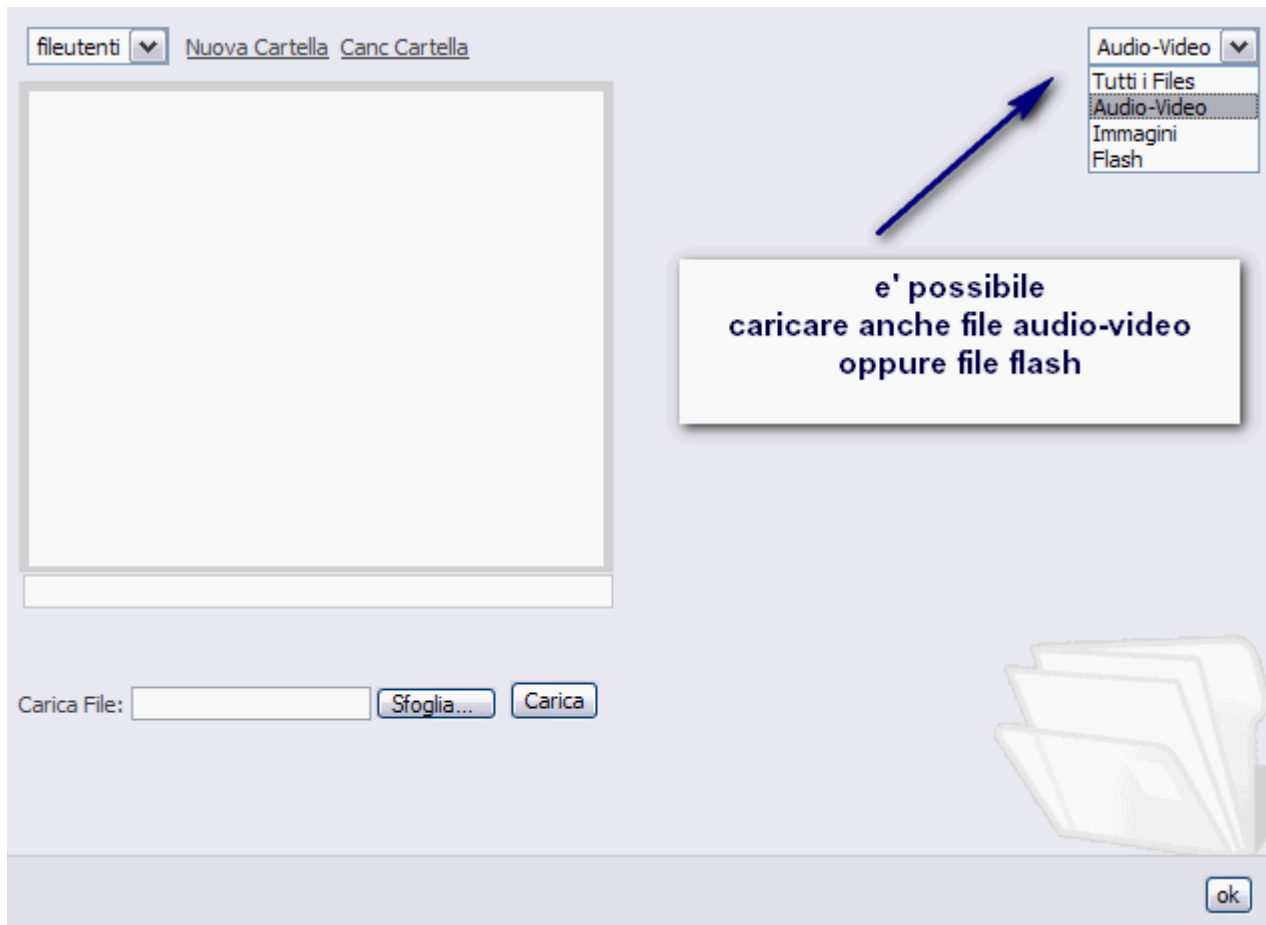 fileutenti Nuova Cartella Canc Cartella Audio-Video
Tutti i Files
Audio-Video
Immagini
Flash
e' possibile
caricare anche file audio-video
oppure file flash
Carica File: Sfoglia... Carica
ok